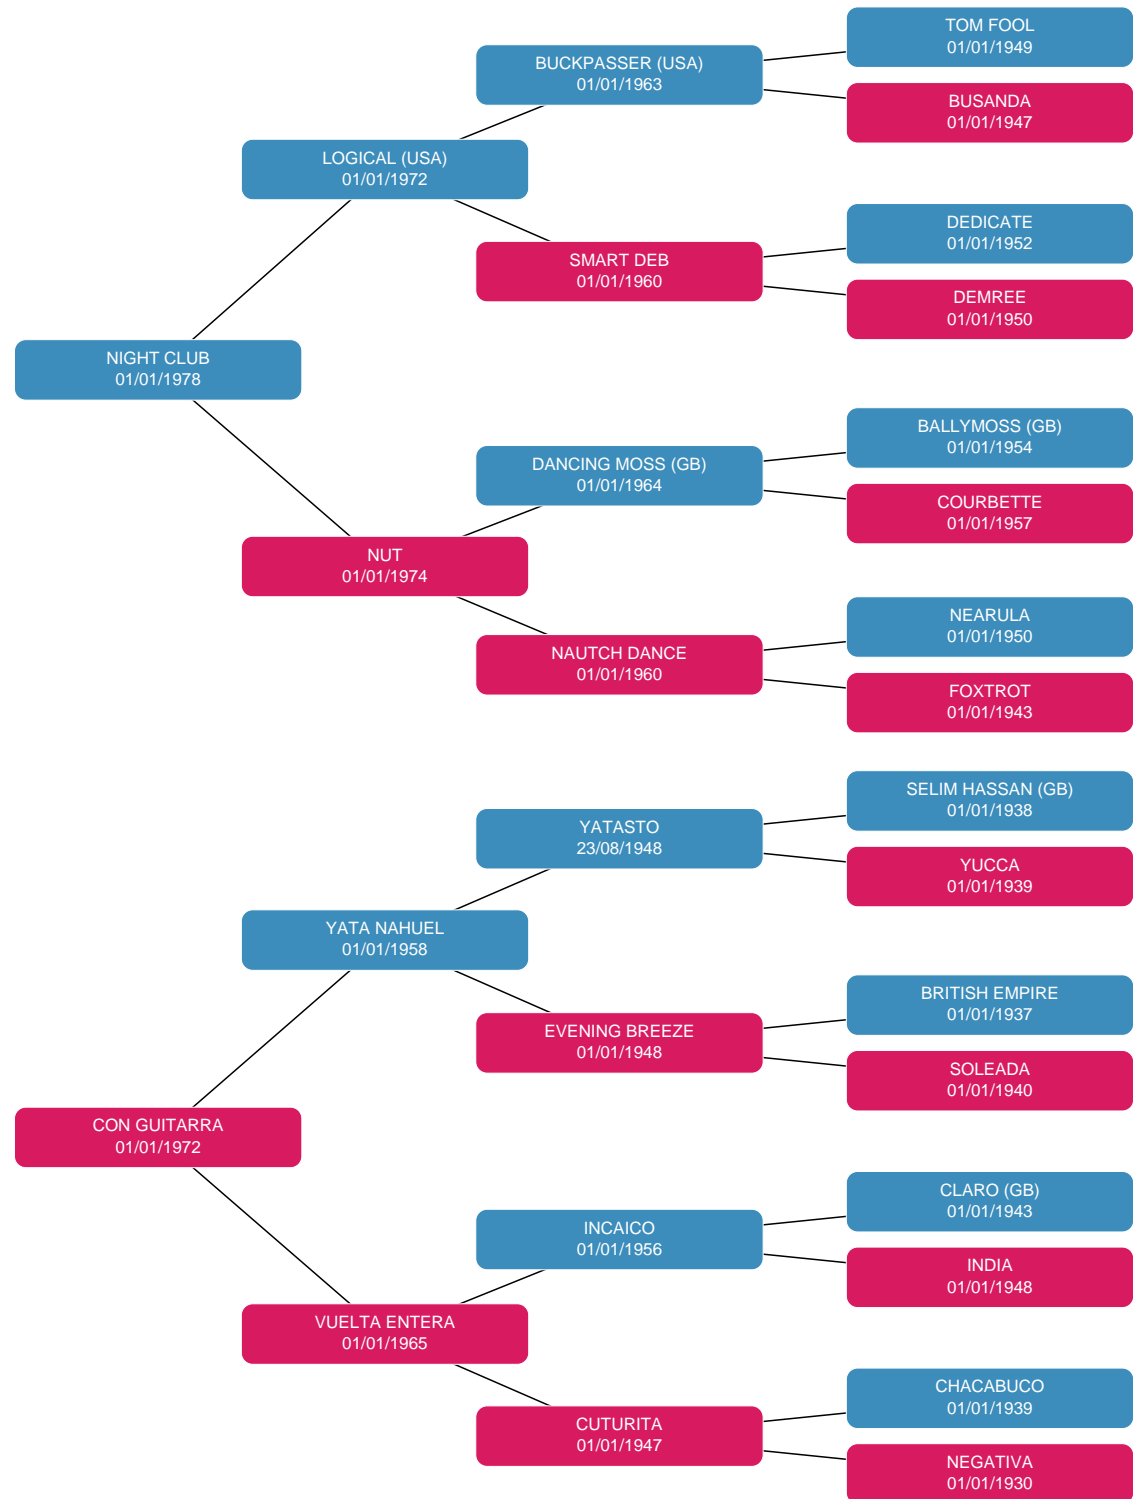 TOM FOOL
01/01/1949
BUCKPASSER (USA)
01/01/1963
BUSANDA
01/01/1947
LOGICAL (USA)
01/01/1972
DEDICATE
01/01/1952
SMART DEB
01/01/1960
DEMREE
01/01/1950
NIGHT CLUB
01/01/1978
BALLYMOSS (GB)
01/01/1954
DANCING MOSS (GB)
01/01/1964
COURBETTE
01/01/1957
NUT
01/01/1974
NEARULA
01/01/1950
NAUTCH DANCE
01/01/1960
FOXTROT
01/01/1943
SELIM HASSAN (GB)
01/01/1938
YATASTO
23/08/1948
YUCCA
01/01/1939
YATA NAHUEL
01/01/1958
BRITISH EMPIRE
01/01/1937
EVENING BREEZE
01/01/1948
SOLEADA
01/01/1940
CON GUITARRA
01/01/1972
CLARO (GB)
01/01/1943
INCAICO
01/01/1956
INDIA
01/01/1948
VUELTA ENTERA
01/01/1965
CHACABUCO
01/01/1939
CUTURITA
01/01/1947
NEGATIVA
01/01/1930